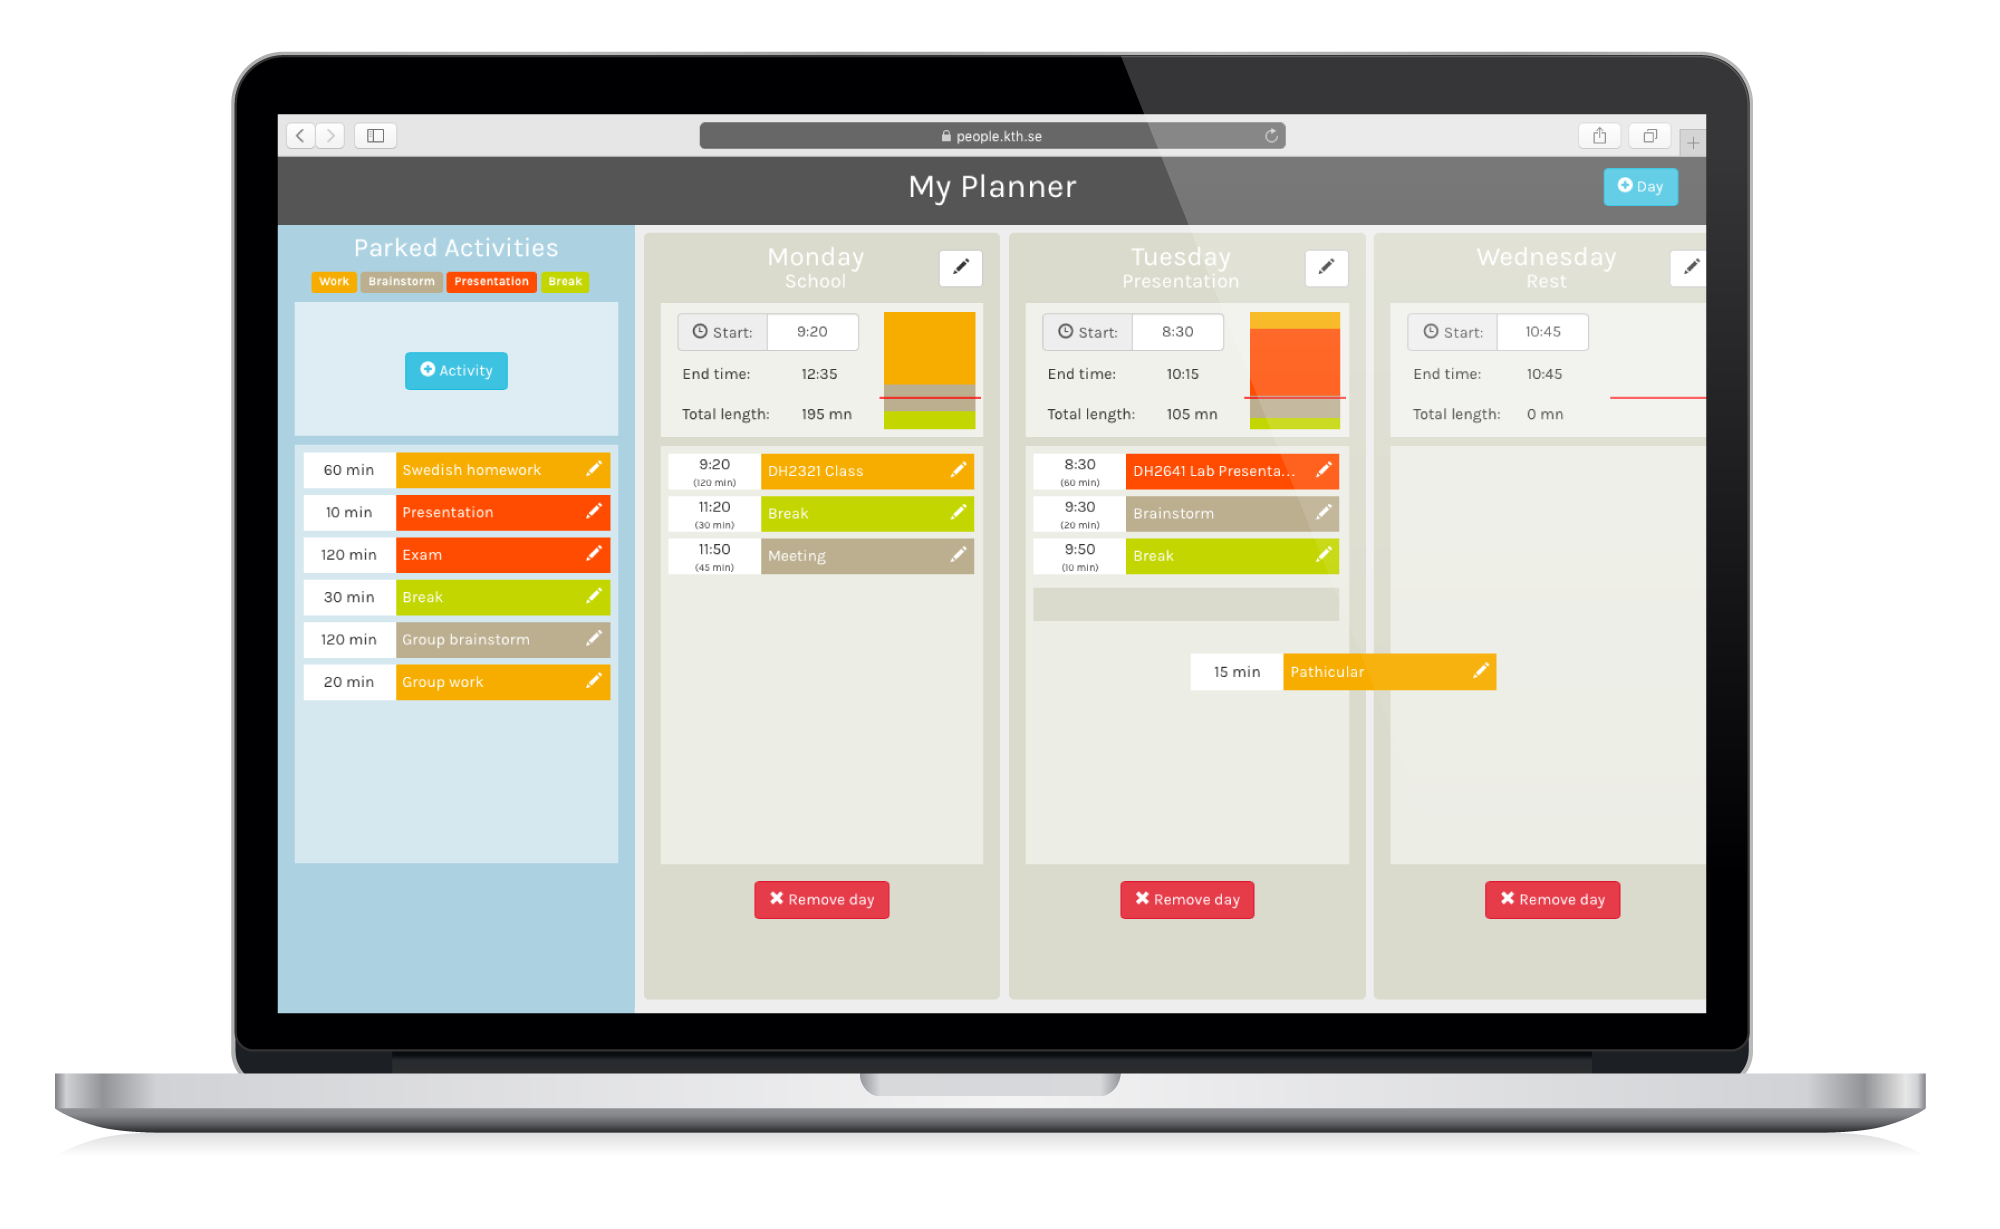 people.kth.se
My Planner
Day
Parked Activities
Work Brainstorm Presentation Break
Activity
60 min Swedish homework
10 min Presentation
120 min Exam
30 min Break
120 min Group brainstorm
20 min Group work
Monday
School
Start: 9:20
End time: 12:35
Total length: 195 mn
9:20 DH2321 Class
(120 min)
11:20 Break
(30 min)
11:50 Meeting
(45 min)
Remove day
Tuesday
Presentation
Start: 8:30
End time: 10:15
Total length: 105 mn
8:30 DH2641 Lab Presenta...
(60 min)
9:30 Brainstorm
(20 min)
9:50 Break
(10 min)
15 min Pathicular
Remove day
Wednesday
Rest
Start: 10:45
End time: 10:45
Total length: 0 mn
Remove day